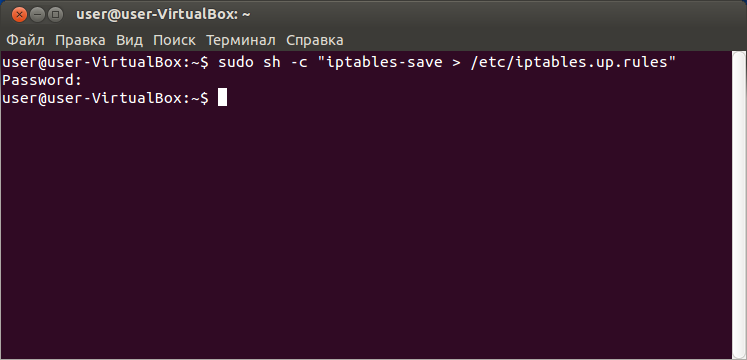 user@user-VirtualBox: ~
Файл Правка Вид Поиск Терминал Справка
user@user-VirtualBox:~$ sudo sh -c "iptables-save > /etc/iptables.up.rules"
Password:
user@user-VirtualBox:~$